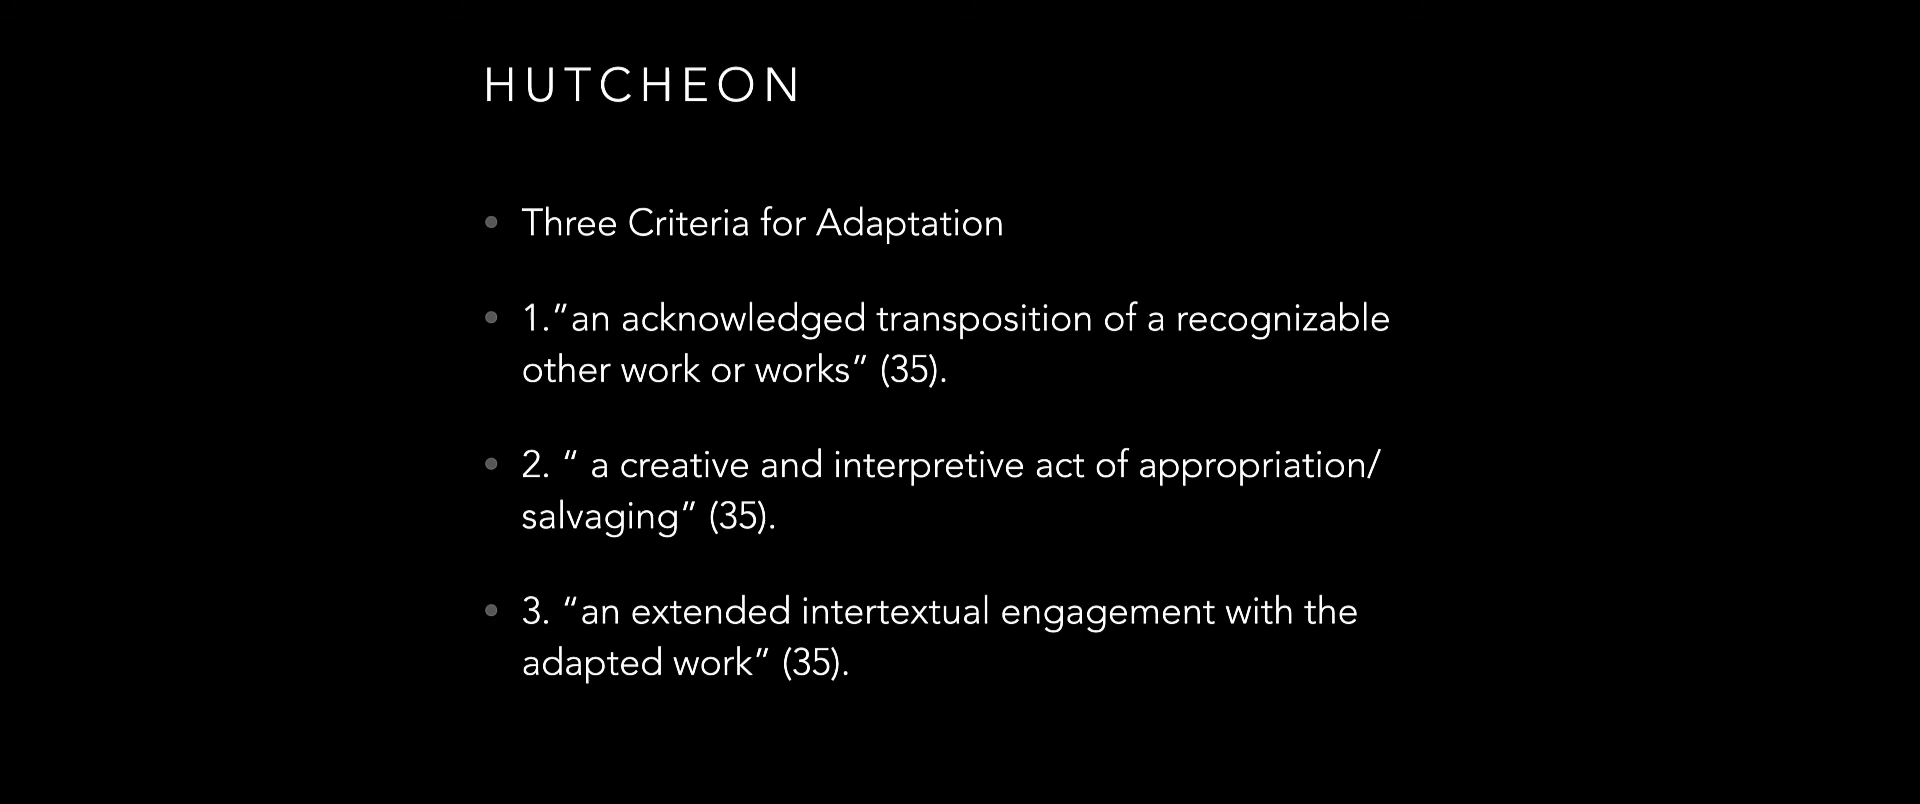 HUTCHEON
• Three Criteria for Adaptation
• 1.”an acknowledged transposition of a recognizable
other work or works” (35).
• 2. “ a creative and interpretive act of appropriation/
salvaging” (35).
• 3. “an extended intertextual engagement with the
adapted work” (35).